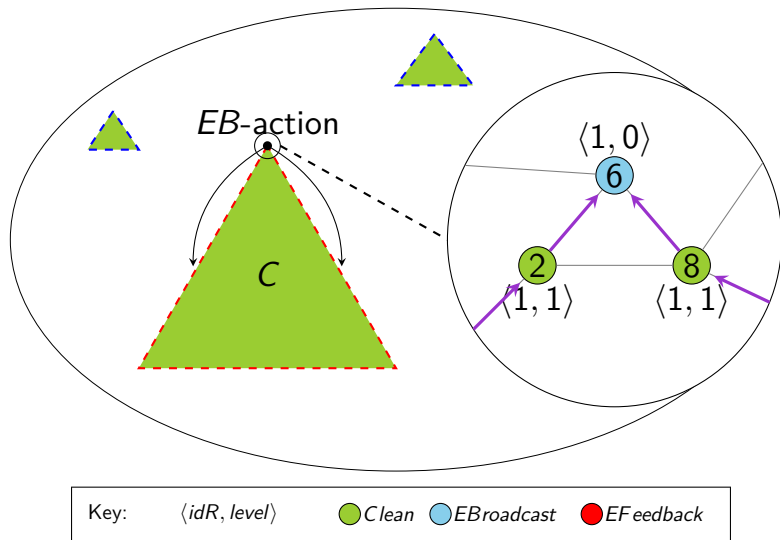 EB-action
C
⟨1, 0⟩
6
2
8
⟨1, 1⟩
⟨1, 1⟩
Key: ⟨idR, level⟩ Clean EBroadcast EFeedback